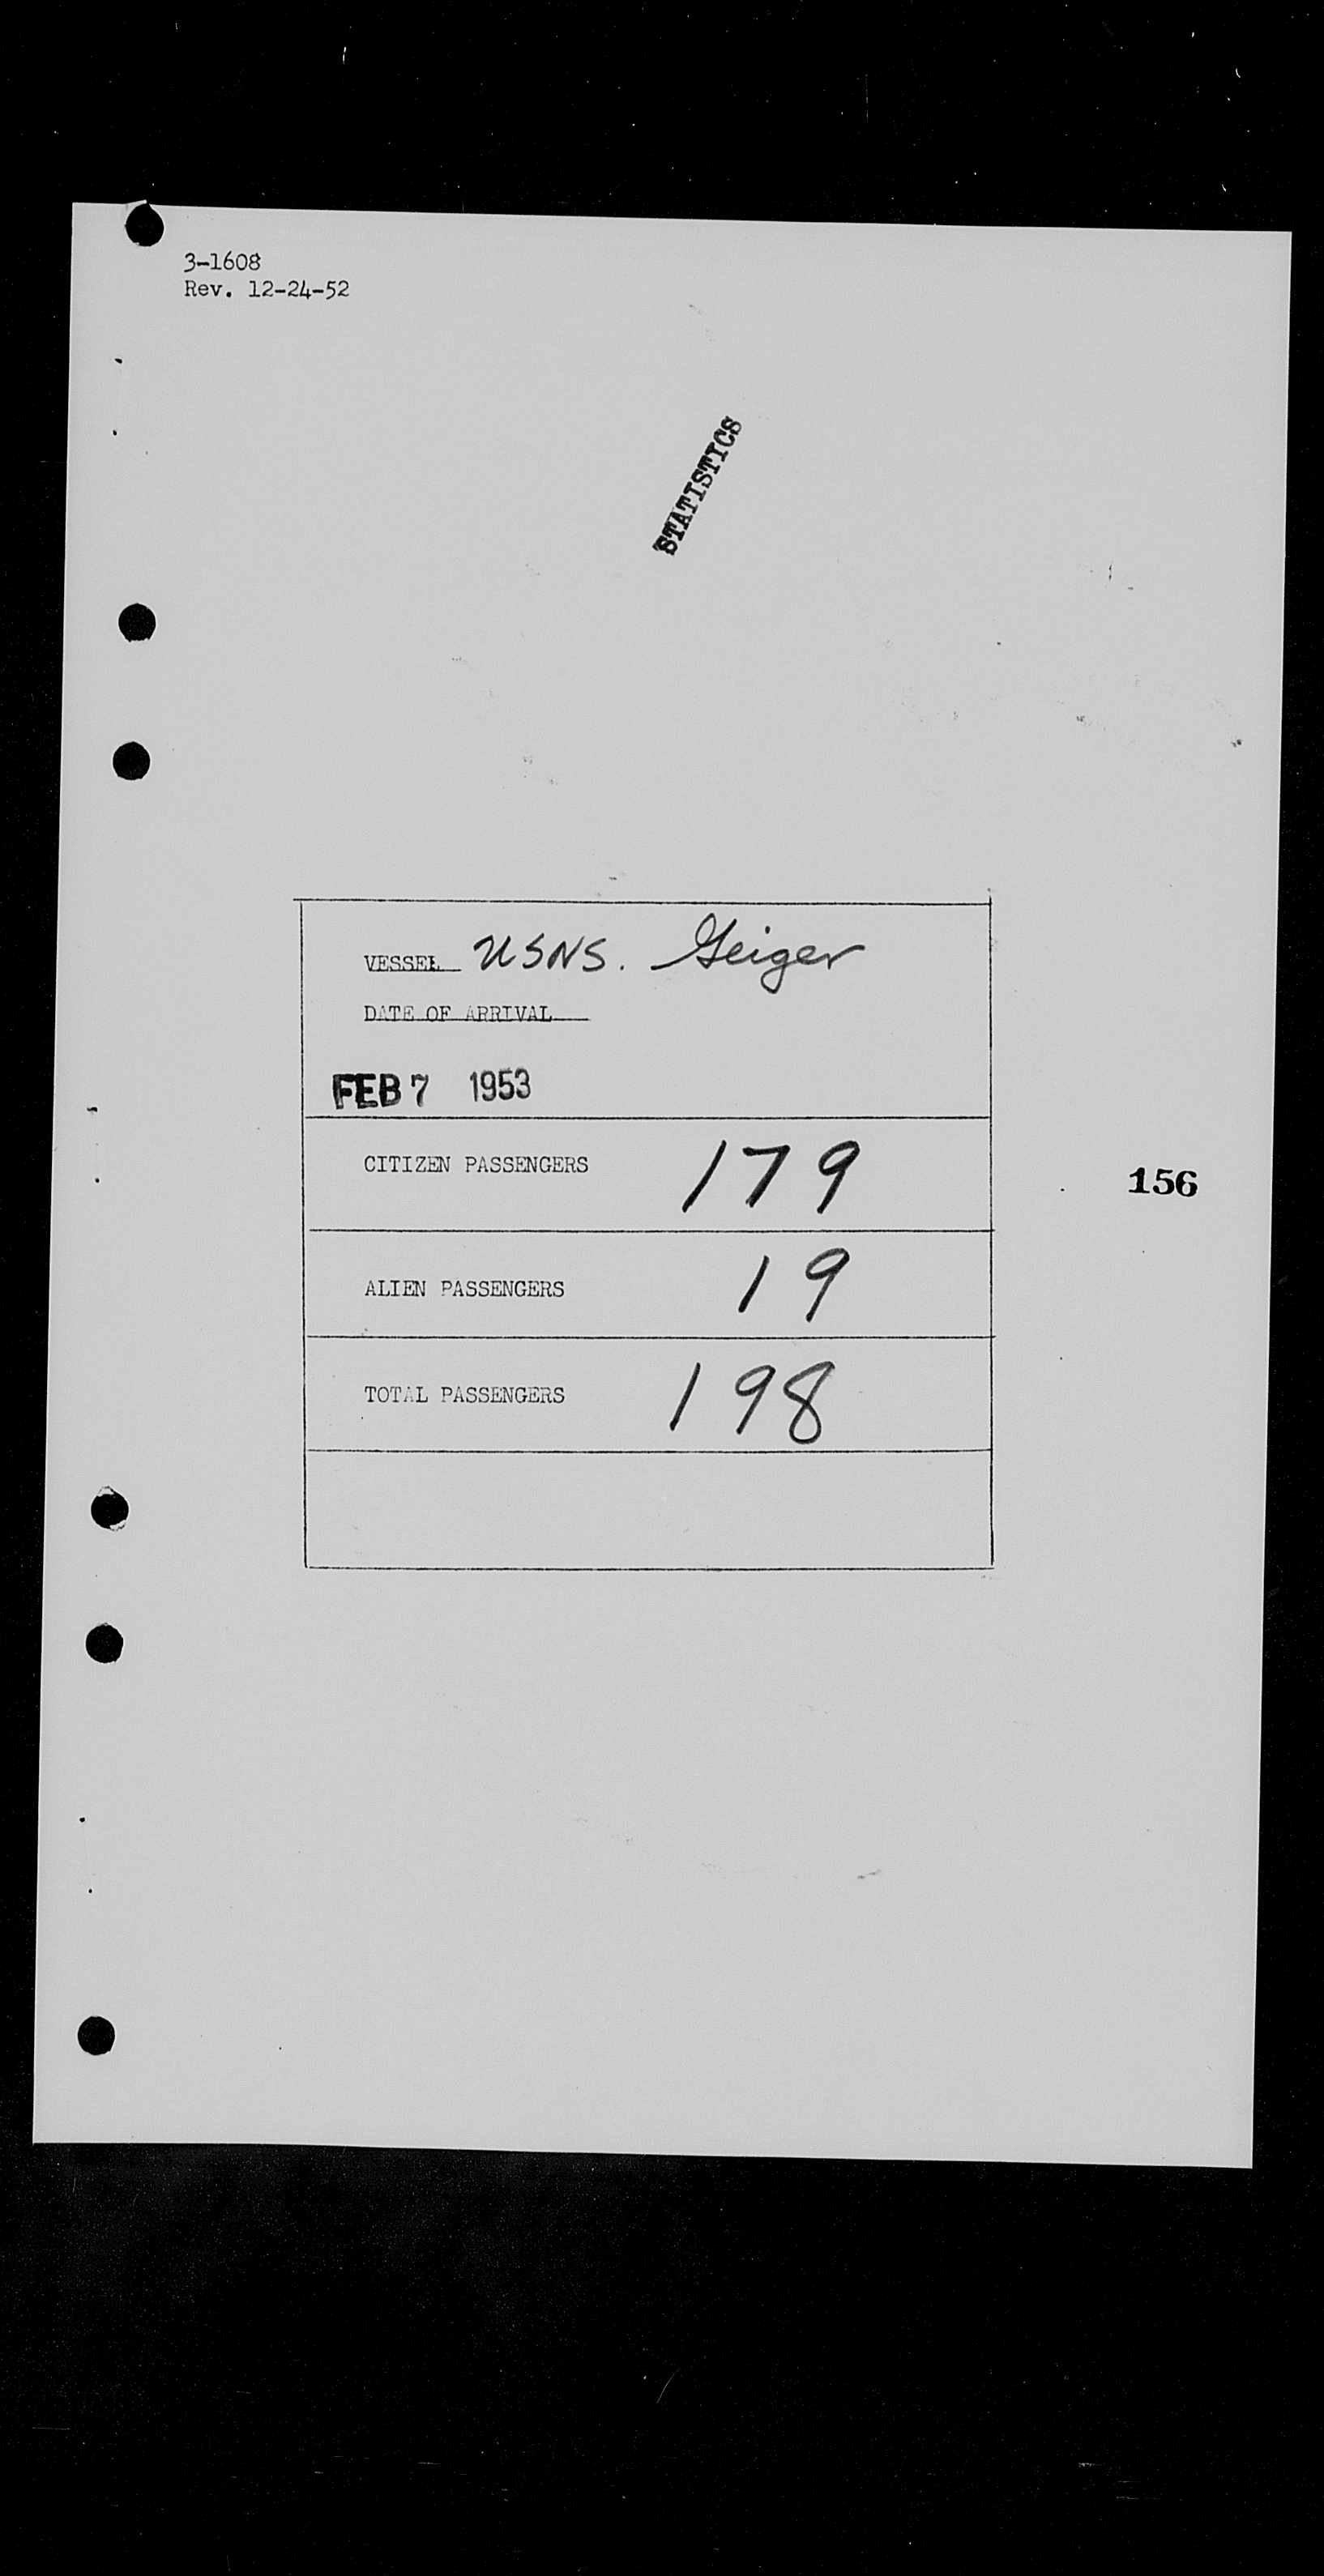 3-1608
Rev. 12-24-52
STATISTICS
VESSEL USNS. Geiger
DATE OF ARRIVAL
FEB 7 1953
CITIZEN PASSENGERS 179
156
ALIEN PASSENGERS 19
TOTAL PASSENGERS 198